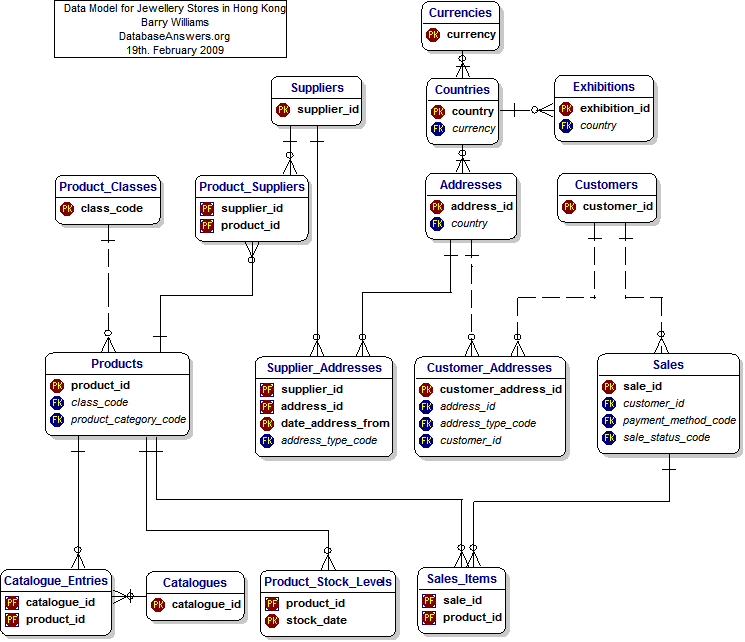 Data Model for Jewellery Stores in Hong Kong
Barry Williams
DatabaseAnswers.org
19th. February 2009
Currencies
PK currency
Suppliers
PK supplier_id
Countries
PK country
FK currency
Exhibitions
PK exhibition_id
FK country
Product_Classes
PK class_code
Product_Suppliers
PF supplier_id
PF product_id
Addresses
PK address_id
FK country
Customers
PK customer_id
Products
PK product_id
FK class_code
FK product_category_code
Supplier_Addresses
PF supplier_id
PF address_id
PK date_address_from
FK address_type_code
Customer_Addresses
PK customer_address_id
FK address_id
FK address_type_code
FK customer_id
Sales
PK sale_id
FK customer_id
FK payment_method_code
FK sale_status_code
Catalogue_Entries
PF catalogue_id
PF product_id
Catalogues
PK catalogue_id
Product_Stock_Levels
PF product_id
PK stock_date
Sales_Items
PF sale_id
PF product_id